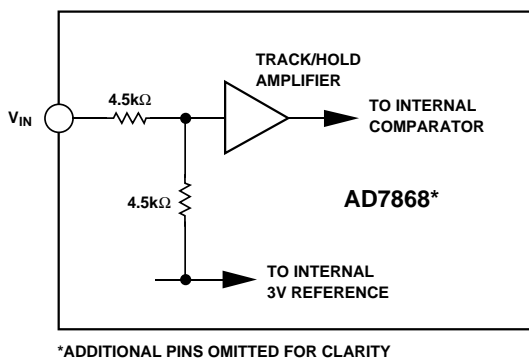 TRACK/HOLD
AMPLIFIER
4.5kΩ
V_IN
TO INTERNAL
COMPARATOR
4.5kΩ
AD7868*
TO INTERNAL
3V REFERENCE
*ADDITIONAL PINS OMITTED FOR CLARITY